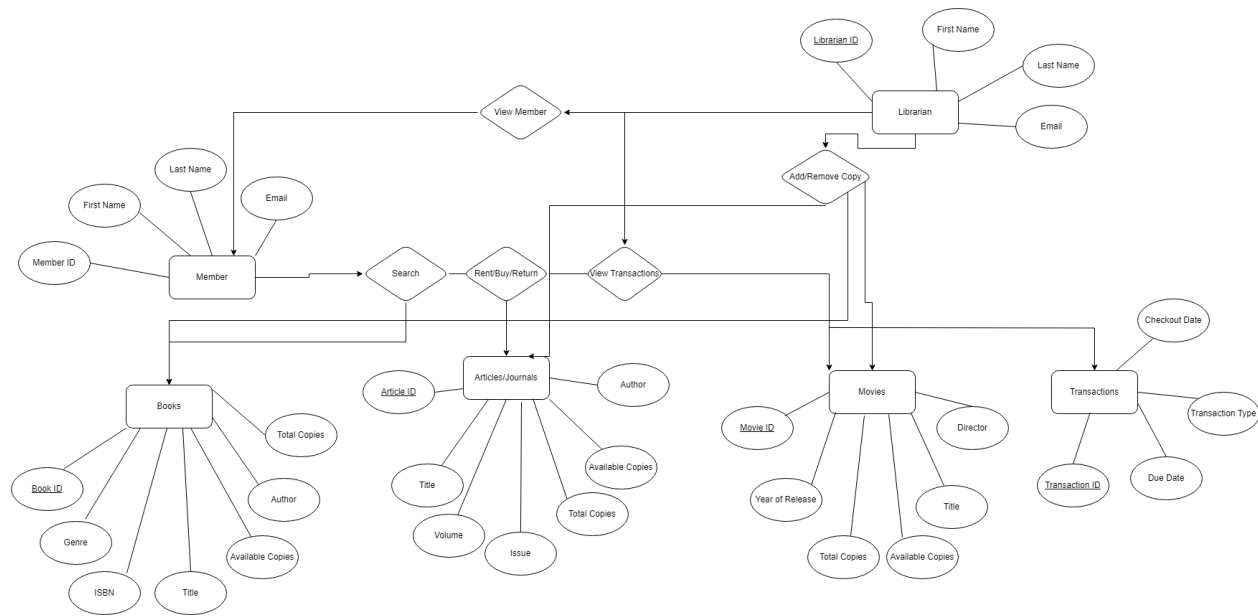 First Name
Librarian ID
Last Name
View Member
Librarian
Email
Last Name
Add/Remove Copy
Email
First Name
Member ID
Member
Search
Rent/Buy/Return
View Transactions
Checkout Date
Articles/Journals
Author
Article ID
Books
Movies
Transactions
Transaction Type
Movie ID
Director
Total Copies
Available Copies
Title
Book ID
Author
Year of Release
Title
Transaction ID
Due Date
Total Copies
Volume
Genre
Issue
Available Copies
Total Copies
Available Copies
ISBN
Title